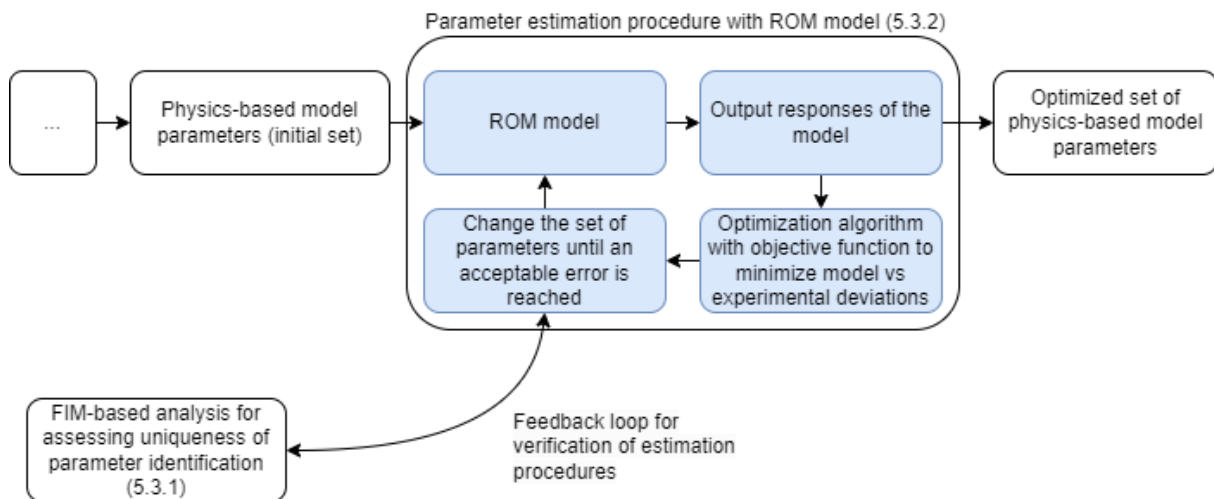 Parameter estimation procedure with ROM model (5.3.2)
...
Physics-based model
parameters (initial set)
ROM model
Output responses of the
model
Optimized set of
physics-based model
parameters
Change the set of
parameters until an
acceptable error is
reached
Optimization algorithm
with objective function to
minimize model vs
experimental deviations
FIM-based analysis for
assessing uniqueness of
parameter identification
(5.3.1)
Feedback loop for
verification of estimation
procedures